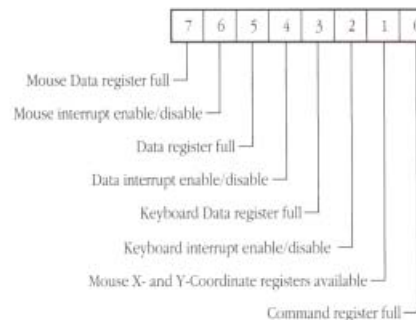 7 6 5 4 3 2 1
Mouse Data register full
Mouse interrupt enable/disable
Data register full
Data interrupt enable/disable
Keyboard Data register full
Keyboard interrupt enable/disable
Mouse X- and Y-Coordinate registers available
Command register full